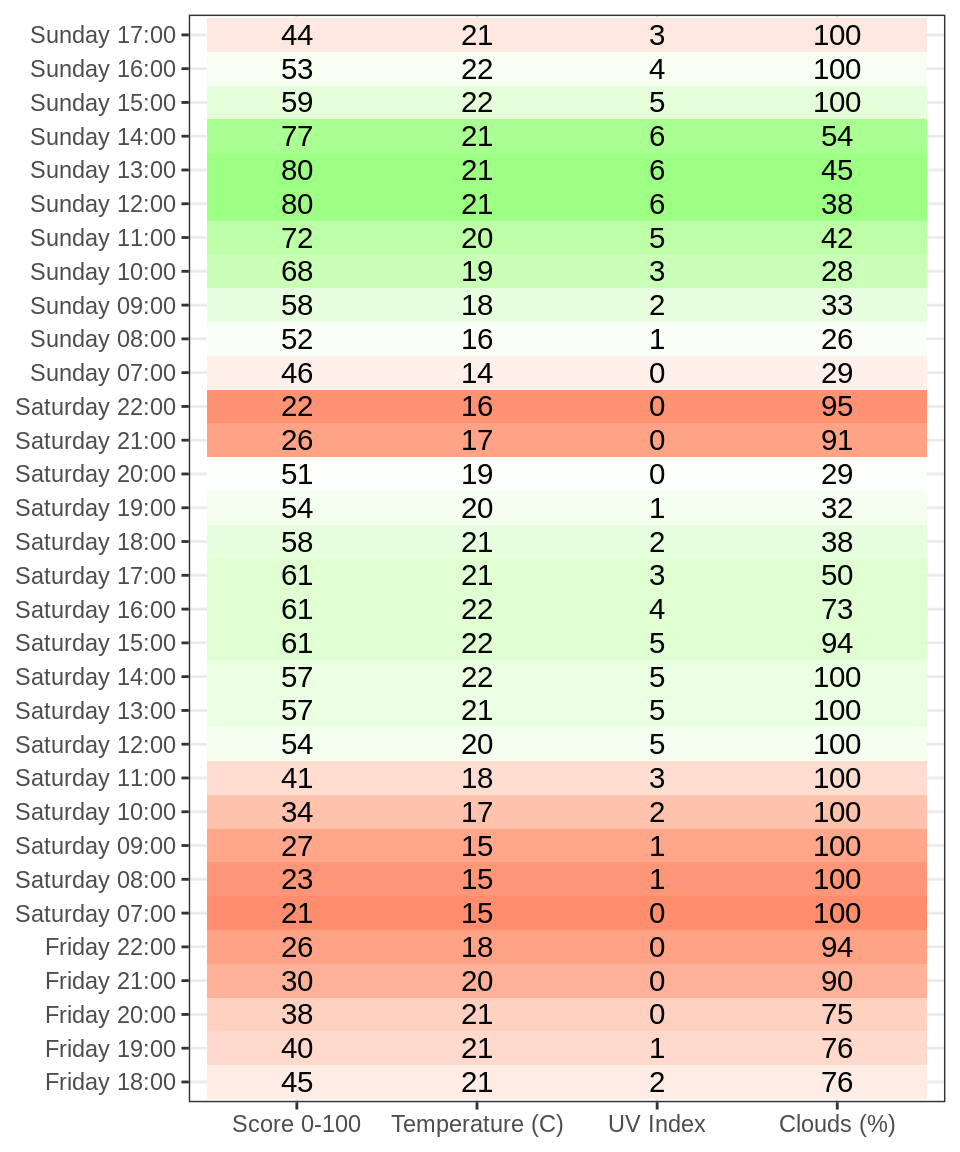 Sunday 17:00 44 21 3 100
Sunday 16:00 53 22 4 100
Sunday 15:00 59 22 5 100
Sunday 14:00 77 21 6 54
Sunday 13:00 80 21 6 45
Sunday 12:00 80 21 6 38
Sunday 11:00 72 20 5 42
Sunday 10:00 68 19 3 28
Sunday 09:00 58 18 2 33
Sunday 08:00 52 16 1 26
Sunday 07:00 46 14 0 29
Saturday 22:00 22 16 0 95
Saturday 21:00 26 17 0 91
Saturday 20:00 51 19 0 29
Saturday 19:00 54 20 1 32
Saturday 18:00 58 21 2 38
Saturday 17:00 61 21 3 50
Saturday 16:00 61 22 4 73
Saturday 15:00 61 22 5 94
Saturday 14:00 57 22 5 100
Saturday 13:00 57 21 5 100
Saturday 12:00 54 20 5 100
Saturday 11:00 41 18 3 100
Saturday 10:00 34 17 2 100
Saturday 09:00 27 15 1 100
Saturday 08:00 23 15 1 100
Saturday 07:00 21 15 0 100
Friday 22:00 26 18 0 94
Friday 21:00 30 20 0 90
Friday 20:00 38 21 0 75
Friday 19:00 40 21 1 76
Friday 18:00 45 21 2 76
Score 0-100 Temperature (C) UV Index Clouds (%)